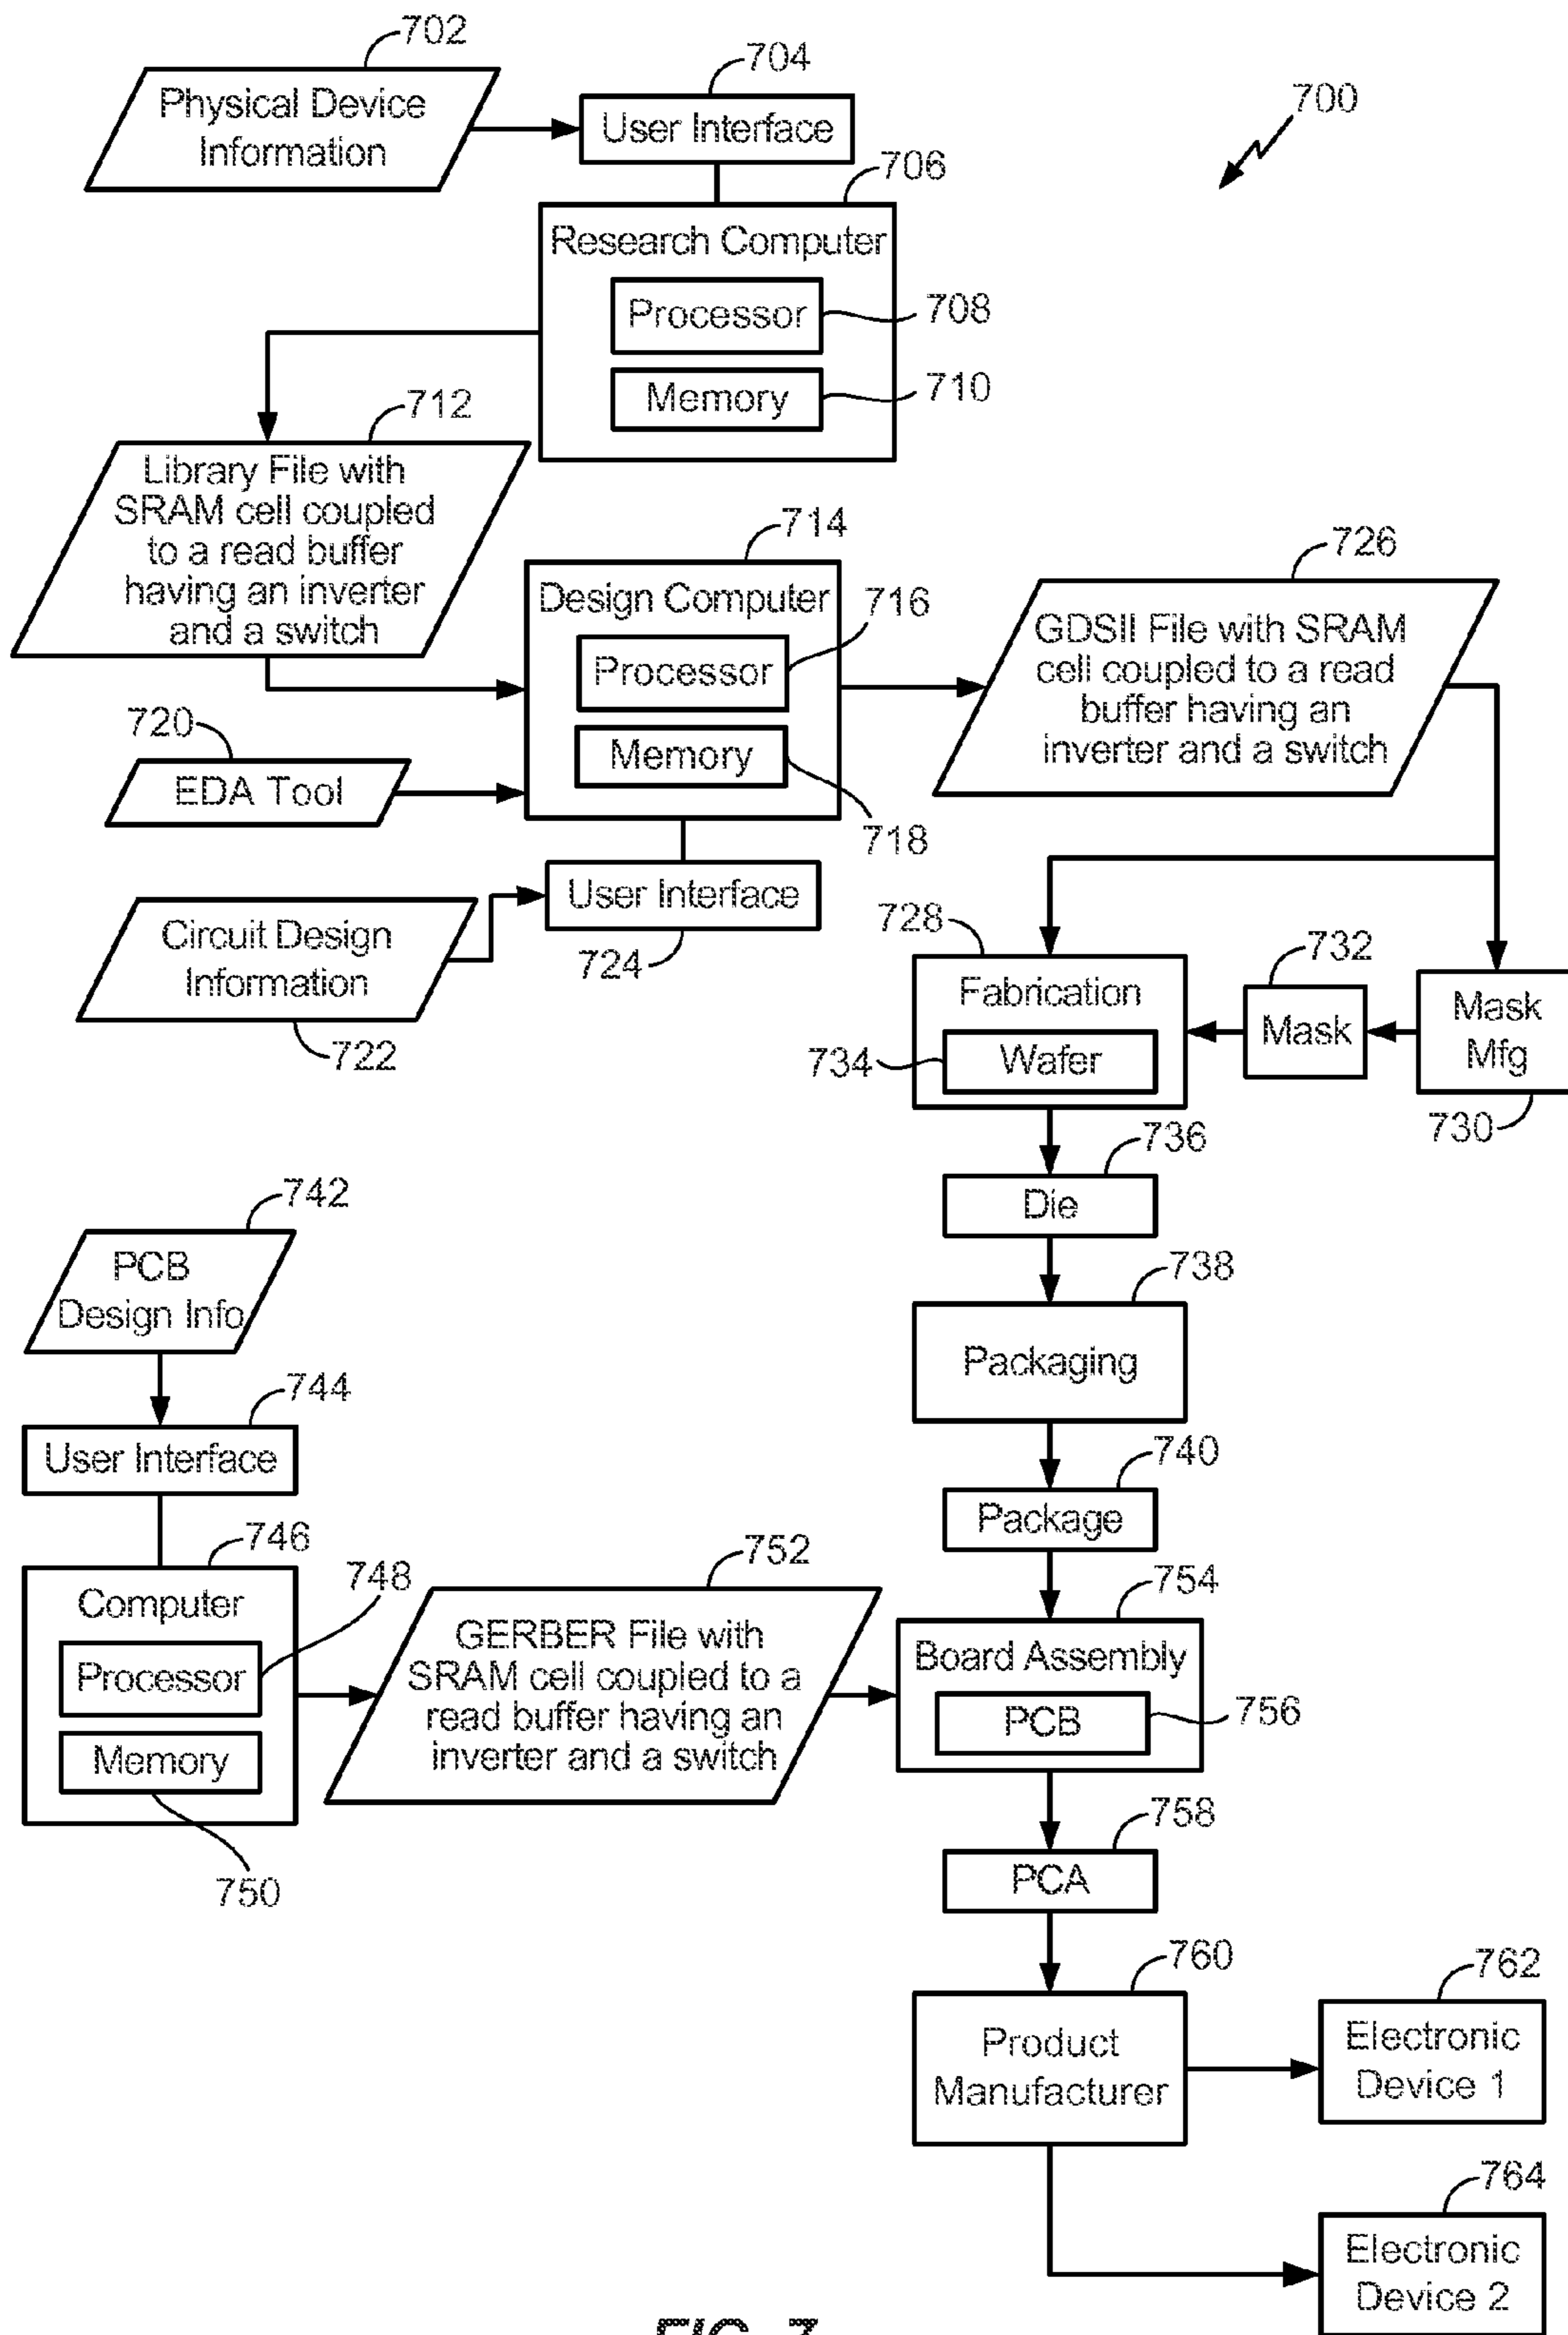 702
Physical Device
Information
704
User Interface
700
706
Research Computer
Processor
708
Memory
710
712
Library File with
SRAM cell coupled
to a read buffer
having an inverter
and a switch
714
Design Computer
716
Processor
Memory
718
720
EDA Tool
726
GDSII File with SRAM
cell coupled to a read
buffer having an
inverter and a switch
User Interface
724
Circuit Design
Information
722
728
Fabrication
734
Wafer
732
Mask
Mask
Mfg
730
736
Die
738
Packaging
740
Package
742
PCB
Design Info
744
User Interface
746
Computer
748
Processor
Memory
750
752
GERBER File with
SRAM cell coupled to a
read buffer having an
inverter and a switch
754
Board Assembly
PCB
756
758
PCA
760
Product
Manufacturer
762
Electronic
Device 1
764
Electronic
Device 2